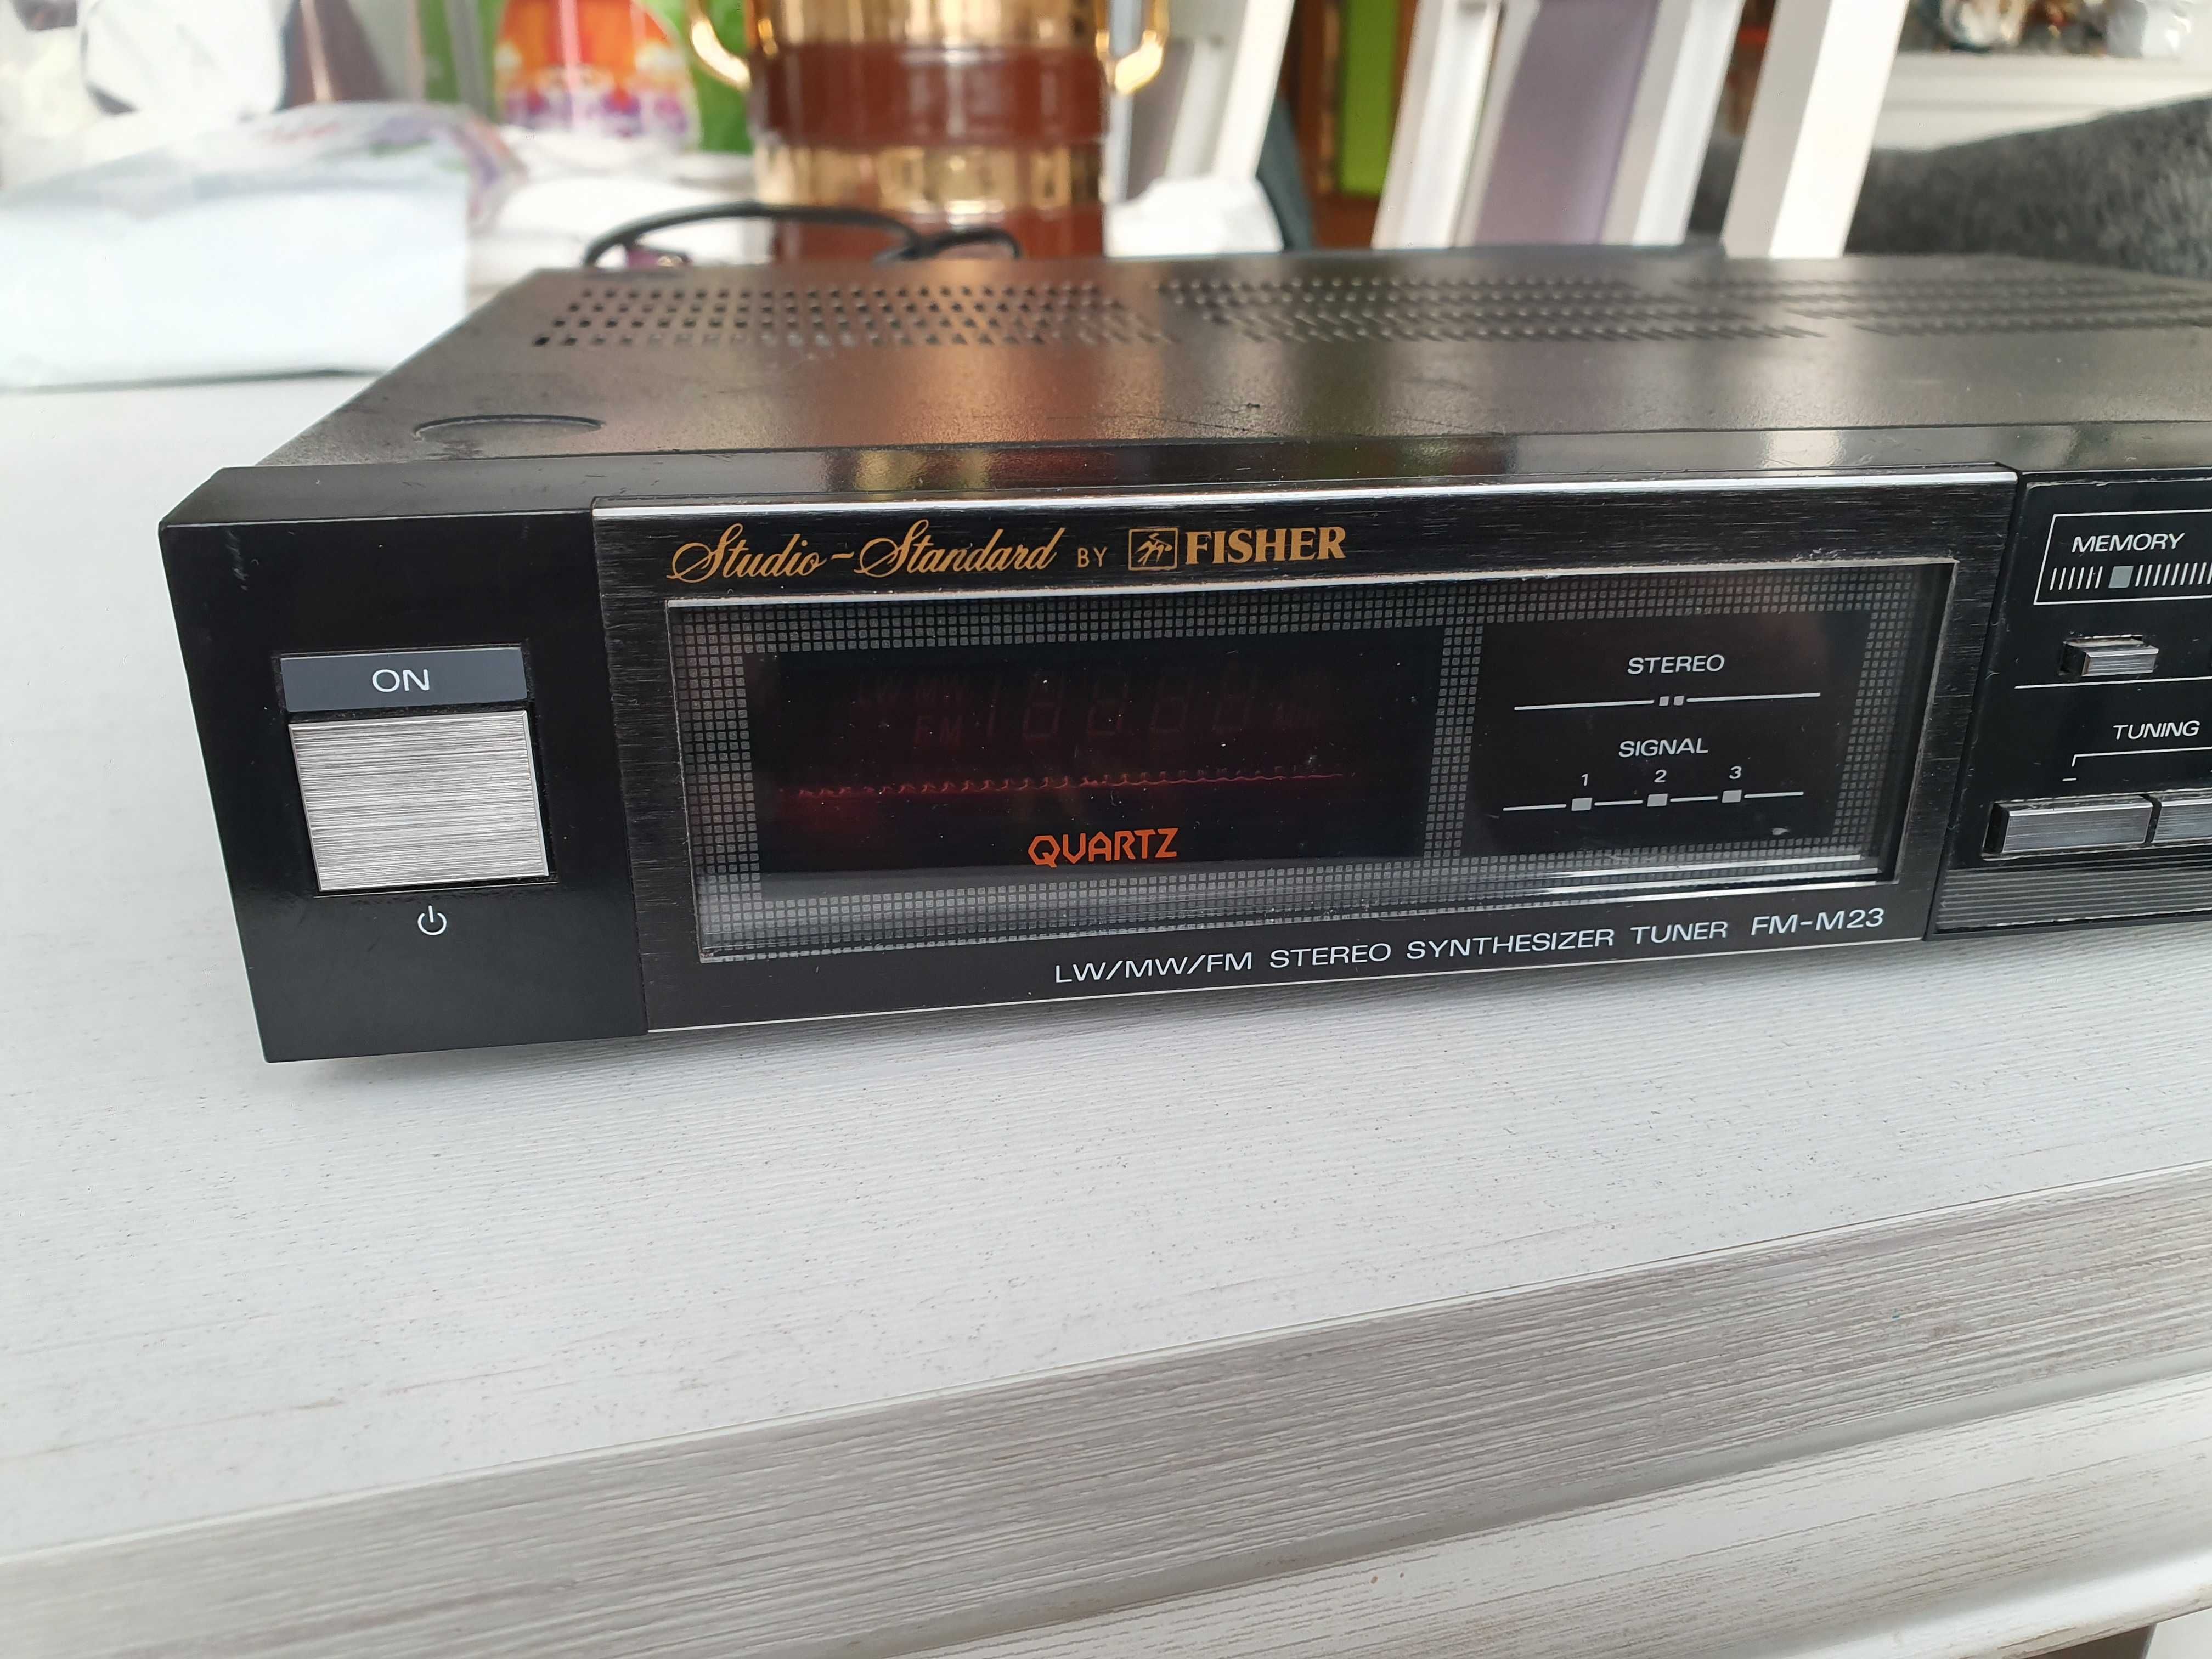 Studio-Standard BY FISHER
ON
STEREO
SIGNAL
1 2 3
FM
QUARTZ
LW/MW/FM STEREO SYNTHESIZER TUNER FM-M23
MEMORY
TUNING